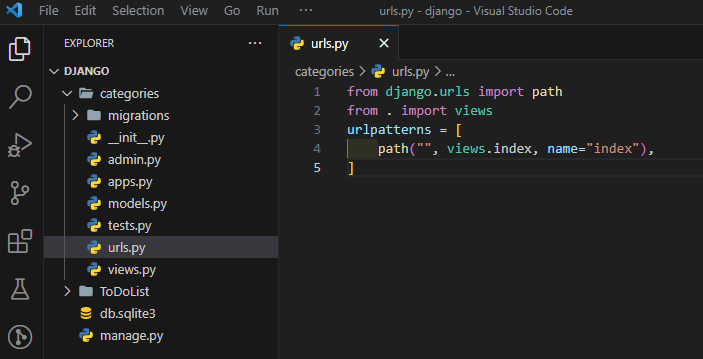 File Edit Selection View Go Run ··· urls.py - django - Visual Studio Code
EXPLORER ···
DJANGO
categories
migrations
__init__.py
admin.py
apps.py
models.py
tests.py
urls.py
views.py
ToDoList
db.sqlite3
manage.py
urls.py ×
categories > urls.py > ...
1 from django.urls import path
2 from . import views
3 urlpatterns = [
4     path("", views.index, name="index"),
5 ]